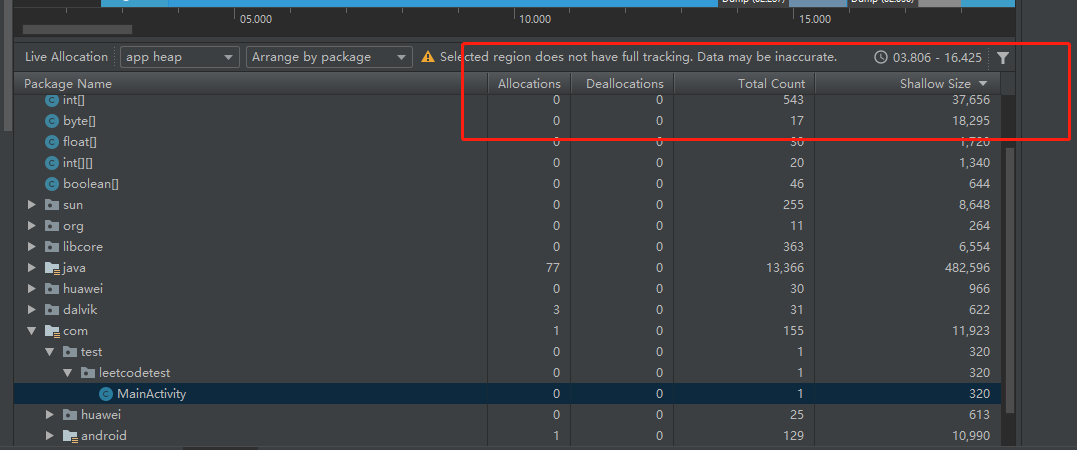 05.000 10.000 15.000
Live Allocation app heap Arrange by package Selected region does not have full tracking. Data may be inaccurate. 03.806 - 16.425
Package Name Allocations Deallocations Total Count Shallow Size
int[] 0 0 543 37,656
byte[] 0 0 17 18,295
float[] 0 0 30 1,720
int[][] 0 0 20 1,340
boolean[] 0 0 46 644
sun 0 0 255 8,648
org 0 0 11 264
libcore 0 0 363 6,554
java 77 0 13,366 482,596
huawei 0 0 30 966
dalvik 3 0 31 622
com 1 0 155 11,923
test 0 0 1 320
leetcodetest 0 0 1 320
MainActivity 0 0 1 320
huawei 0 0 25 613
android 1 0 129 10,990